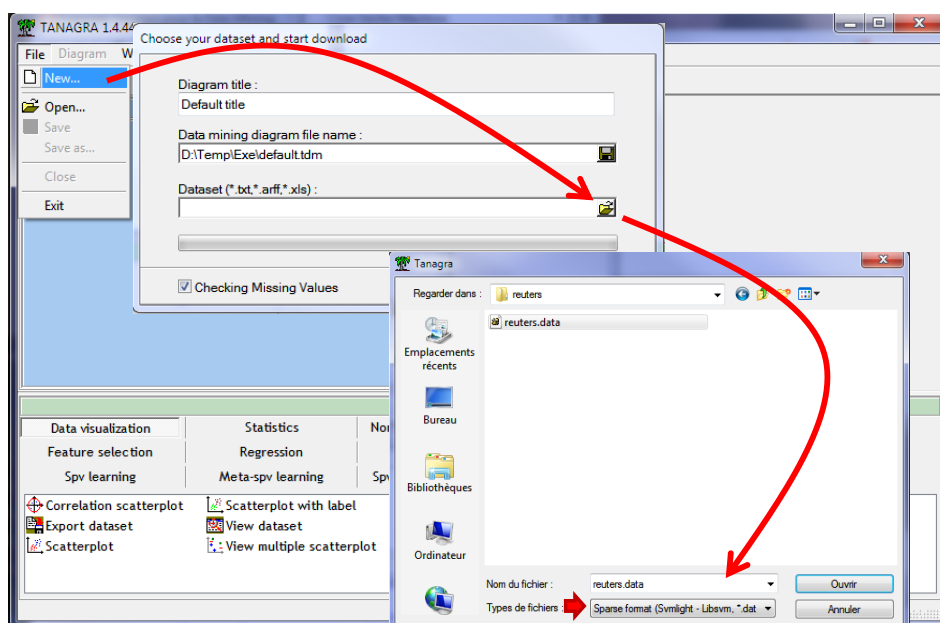 TANAGRA 1.4.44
File Diagram W
New...
Open...
Save
Save as...
Close
Exit
Choose your dataset and start download
Diagram title :
Default title
Data mining diagram file name :
D:\Temp\Exe\default.tdm
Dataset (*.txt,*.arff,*.xls) :
Checking Missing Values
Tanagra
Regarder dans : reuters
reuters.data
Emplacements
récents
Bureau
Bibliothèques
Ordinateur
Nom du fichier : reuters.data Ouvrir
Types de fichiers Sparse format (Svmlight - Libsvm, *.dat Annuler
Data visualization Statistics
Feature selection Regression
Spv learning Meta-spv learning
Correlation scatterplot Scatterplot with label
Export dataset View dataset
Scatterplot View multiple scatterplot